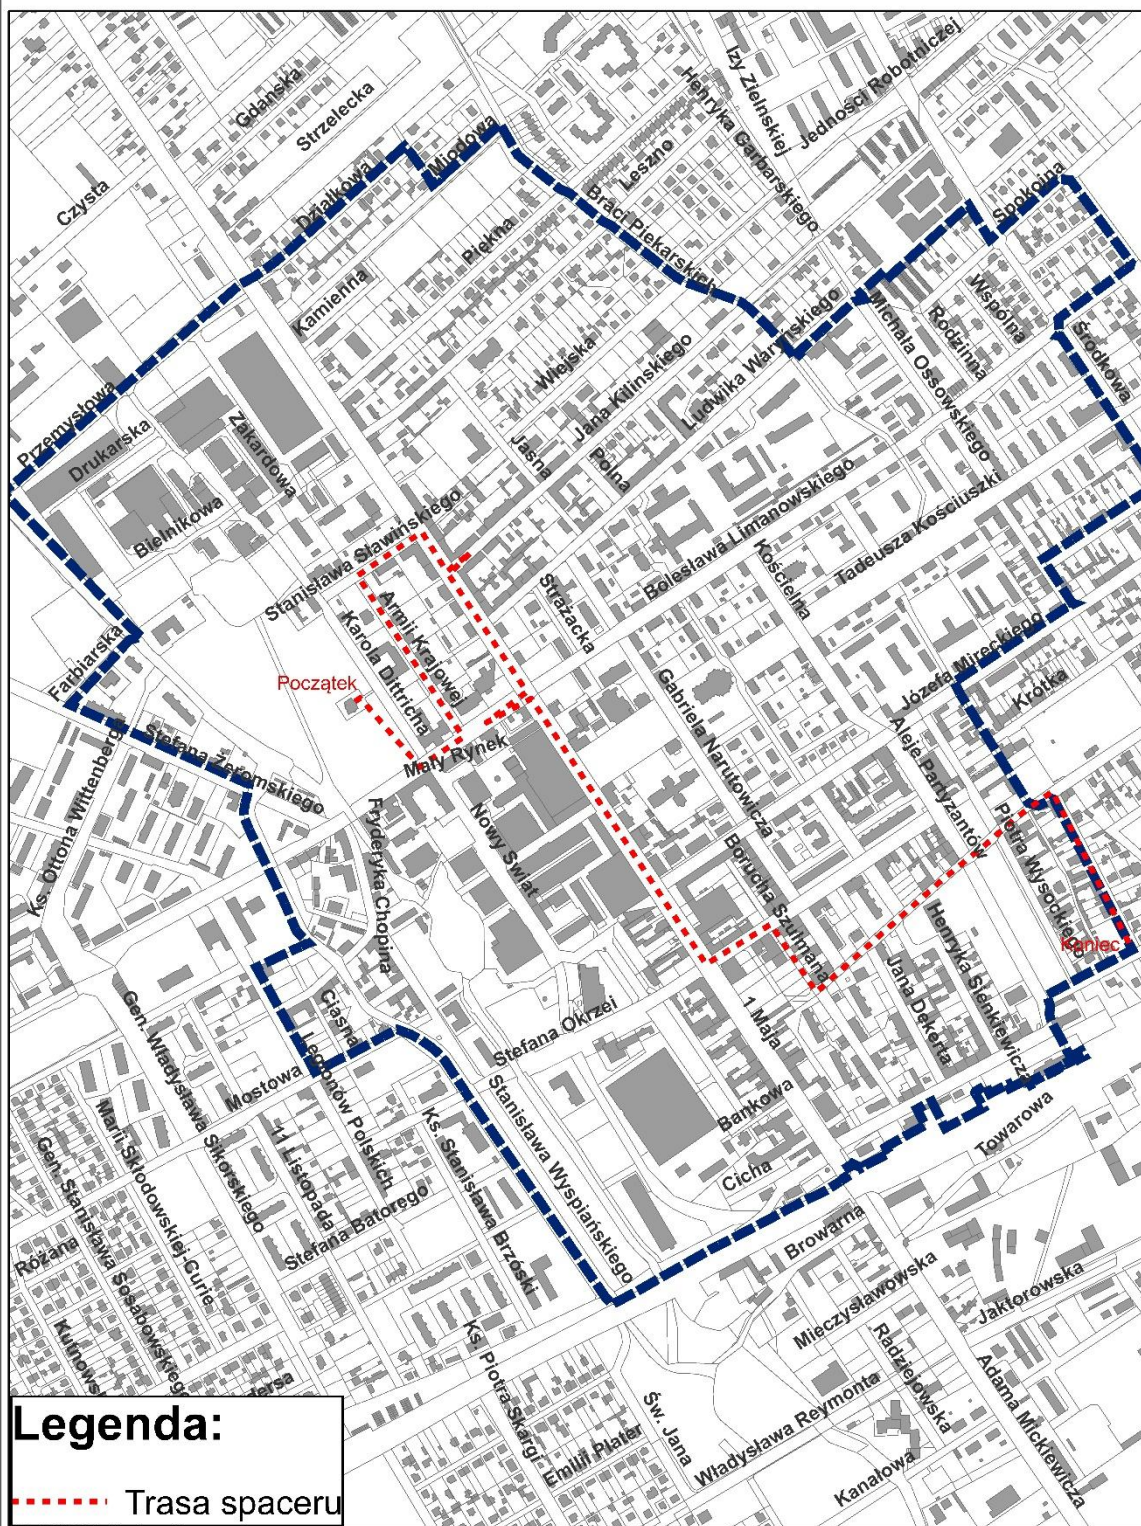 Gdańska
Strzelecka
Czysta
Działkowa
Miodowa
Piękna
Kamienna
Leszno
Henryka Garbarskiego
Izy Zielnskiej
Jedności Robotniczej
Braci Piekarskich
Spokojna
Wspólna
Rodzinna
Środkowa
Michała Ossowskiego
Ludwika Waryńskiego
Wiejska
Jana Kilinskiego
Jasna
Polna
Przemysłowa
Drukarska
Żakardowa
Bielnikowa
Stanisława Sławińskiego
Bolesława Limanowskiego
Tadeusza Kościuszki
Kościelna
Strażacka
Armii Krajowej
Karola Dittricha
Początek
Farbiarska
Mały Rynek
Stefana Żeromskiego
Ks. Ottona Wittenberga
Gabriela Narutowicza
Józefa Mireckiego
Krótka
Aleje Partyzantów
Piotra Wysockiego
Nowy Świat
Fryderyka Chopina
Borucha Szulmana
Henryka Sienkiewicza
Jana Dekerta
Koniec
1 Maja
Stefana Okrzei
Ciasna
Legionów Polskich
Gen. Władysława Sikorskiego
Mostowa
Marii Skłodowskiej Curie
Gen. Stanisława Sosabowskiego
Różana
11 Listopada
Stefana Batorego
Ks. Stanisława Brzóski
Stanisława Wyspiańskiego
Bankowa
Cicha
Towarowa
Browarna
Mieczysławowska
Jaktorowska
Radziejowska
Adama Mickiewicza
Władysława Reymonta
Kanałowa
Św. Jana
Emilii Plater
Ks. Piotra Skargi
Kutnows
dersa
Legenda:
Trasa spaceru